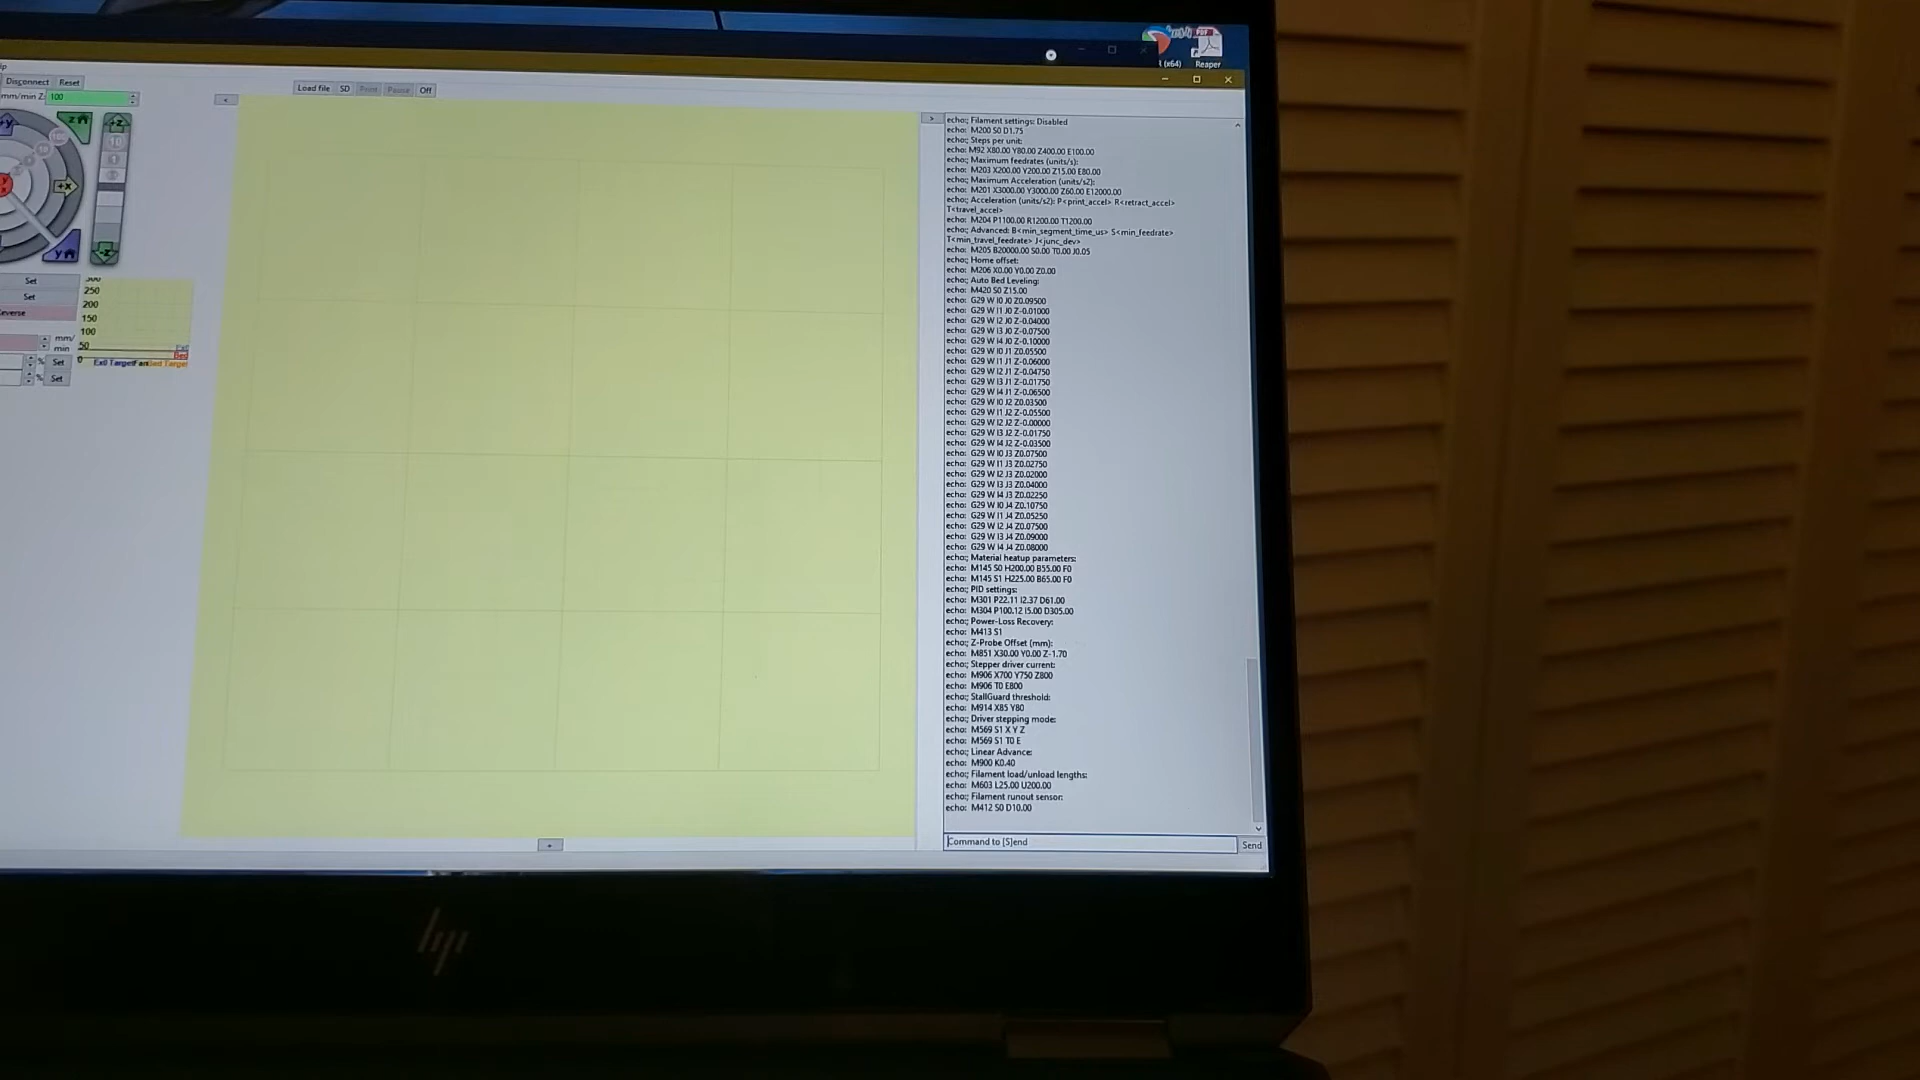 (x64)
Reaper
Disconnect Reset
mm/min Z: 100
Load file SD Print Pause Off
+y
z
+z
10
+x
y
-z
Set
Set
everse
mm/
min
% Set
% Set
300
250
200
150
100
50
0
Ex0
Bed
Ex0 Target
Fan
Bed Target
echo:; Filament settings: Disabled
echo: M200 S0 D1.75
echo:; Steps per unit:
echo: M92 X80.00 Y80.00 Z400.00 E100.00
echo:; Maximum feedrates (units/s):
echo: M203 X200.00 Y200.00 Z15.00 E80.00
echo:; Maximum Acceleration (units/s2):
echo: M201 X3000.00 Y3000.00 Z60.00 E12000.00
echo:; Acceleration (units/s2): P<print_accel> R<retract_accel>
T<travel_accel>
echo: M204 P1100.00 R1200.00 T1200.00
echo:; Advanced: B<min_segment_time_us> S<min_feedrate>
T<min_travel_feedrate> J<junc_dev>
echo: M205 B20000.00 S0.00 T0.00 J0.05
echo:; Home offset:
echo: M206 X0.00 Y0.00 Z0.00
echo:; Auto Bed Leveling:
echo: M420 S0 Z15.00
echo: G29 W I0 J0 Z0.09500
echo: G29 W I1 J0 Z-0.01000
echo: G29 W I2 J0 Z-0.04000
echo: G29 W I3 J0 Z-0.07500
echo: G29 W I4 J0 Z-0.10000
echo: G29 W I0 J1 Z0.05500
echo: G29 W I1 J1 Z-0.06000
echo: G29 W I2 J1 Z-0.04750
echo: G29 W I3 J1 Z-0.01750
echo: G29 W I4 J1 Z-0.06500
echo: G29 W I0 J2 Z0.03500
echo: G29 W I1 J2 Z-0.05500
echo: G29 W I2 J2 Z-0.00000
echo: G29 W I3 J2 Z-0.01750
echo: G29 W I4 J2 Z-0.03500
echo: G29 W I0 J3 Z0.07500
echo: G29 W I1 J3 Z0.02750
echo: G29 W I2 J3 Z0.02000
echo: G29 W I3 J3 Z0.04000
echo: G29 W I4 J3 Z0.02250
echo: G29 W I0 J4 Z0.10750
echo: G29 W I1 J4 Z0.05250
echo: G29 W I2 J4 Z0.07500
echo: G29 W I3 J4 Z0.09000
echo: G29 W I4 J4 Z0.08000
echo:; Material heatup parameters:
echo: M145 S0 H200.00 B55.00 F0
echo: M145 S1 H225.00 B65.00 F0
echo:; PID settings:
echo: M301 P22.11 I2.37 D61.00
echo: M304 P100.12 I5.00 D305.00
echo:; Power-Loss Recovery:
echo: M413 S1
echo:; Z-Probe Offset (mm):
echo: M851 X30.00 Y0.00 Z-1.70
echo:; Stepper driver current:
echo: M906 X700 Y750 Z800
echo: M906 T0 E800
echo:; StallGuard threshold:
echo: M914 X85 Y80
echo:; Driver stepping mode:
echo: M569 S1 X Y Z
echo: M569 S1 T0 E
echo:; Linear Advance:
echo: M900 K0.40
echo:; Filament load/unload lengths:
echo: M603 L25.00 U200.00
echo:; Filament runout sensor:
echo: M412 S0 D10.00
Command to [S]end
Send
hp